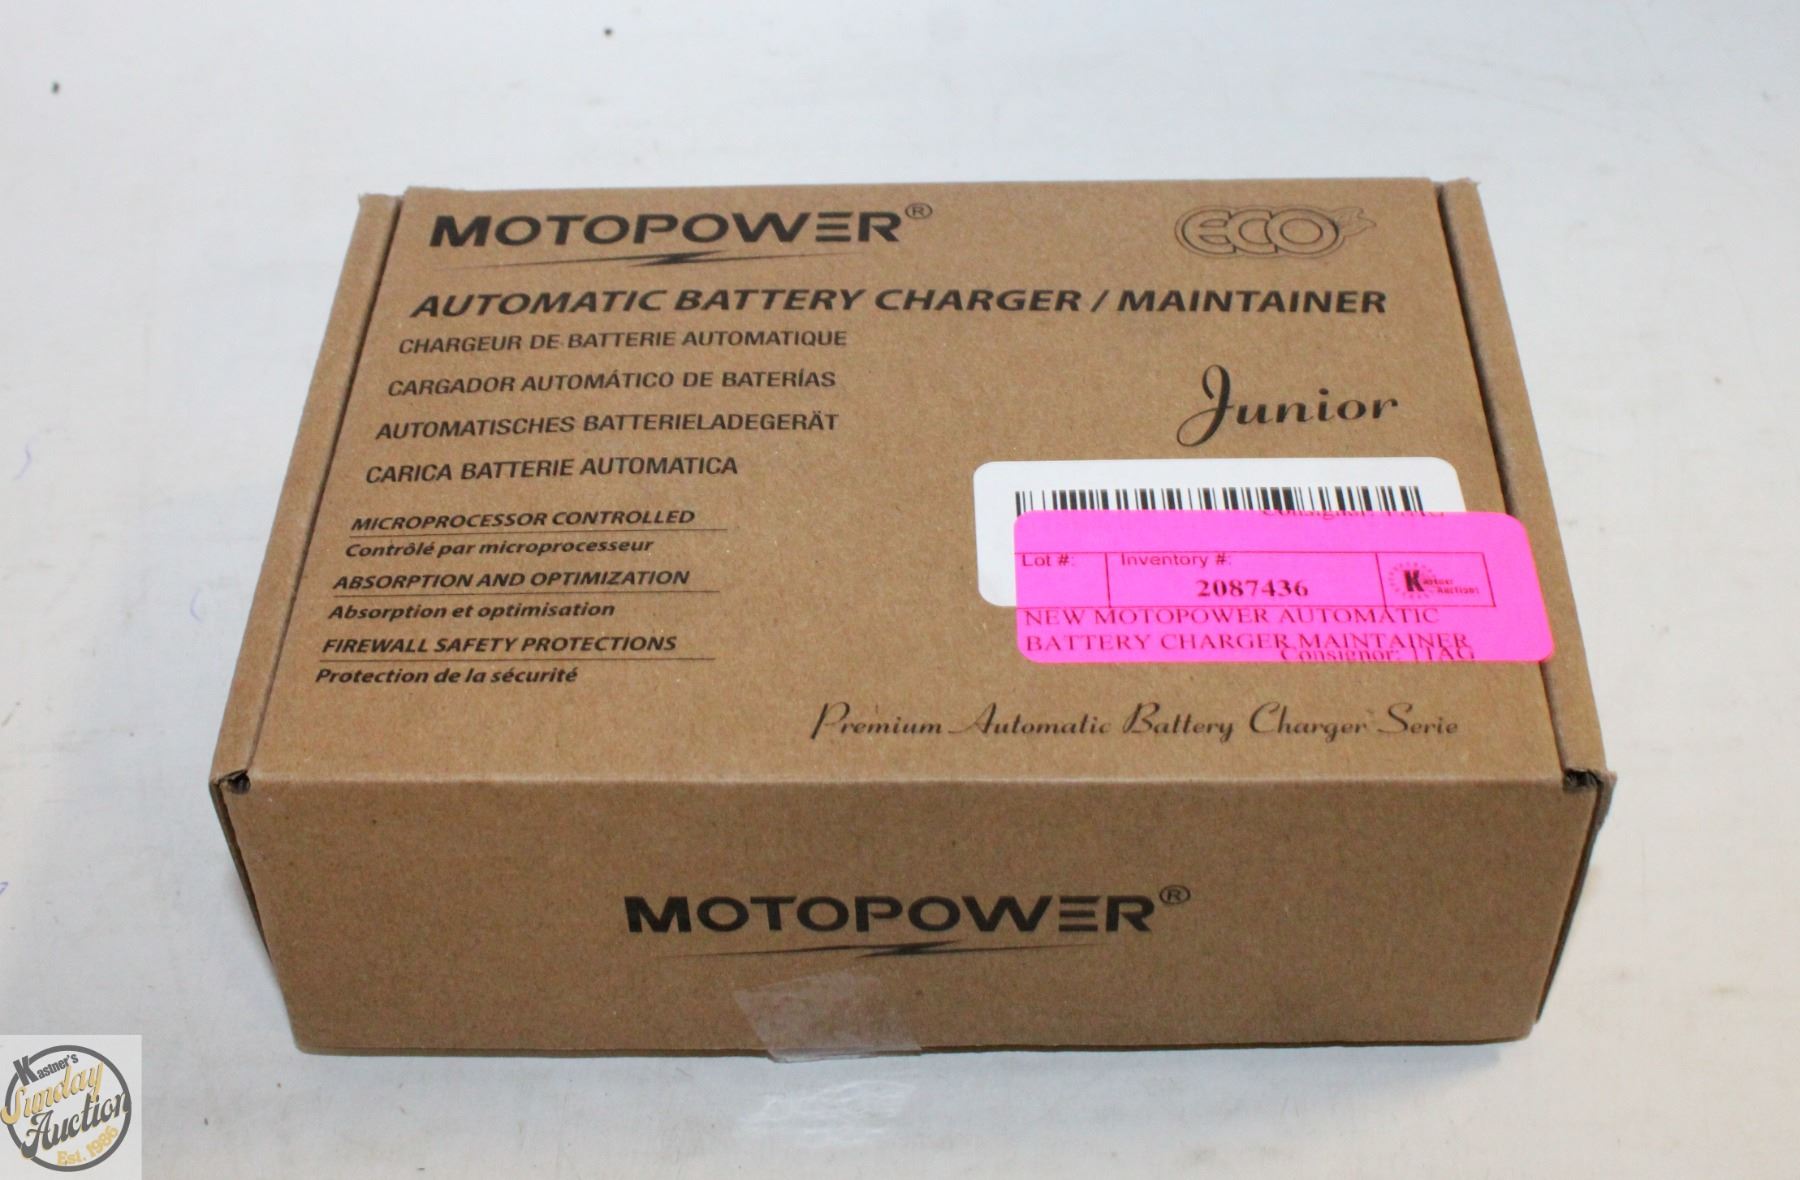 MOTOPOWER®
ECO
AUTOMATIC BATTERY CHARGER / MAINTAINER
CHARGEUR DE BATTERIE AUTOMATIQUE
CARGADOR AUTOMÁTICO DE BATERÍAS
AUTOMATISCHES BATTERIELADEGERÄT
CARICA BATTERIE AUTOMATICA
Junior
MICROPROCESSOR CONTROLLED
Contrôlé par microprocesseur
ABSORPTION AND OPTIMIZATION
Absorption et optimisation
FIREWALL SAFETY PROTECTIONS
Protection de la sécurité
Lot #:
Inventory #:
2087436
Kastner Auctions
NEW MOTOPOWER AUTOMATIC
BATTERY CHARGER MAINTAINER
Consignor:
Premium Automatic Battery Charger Serie
MOTOPOWER®
Kastner's
Sunday
Auction
Est. 1986